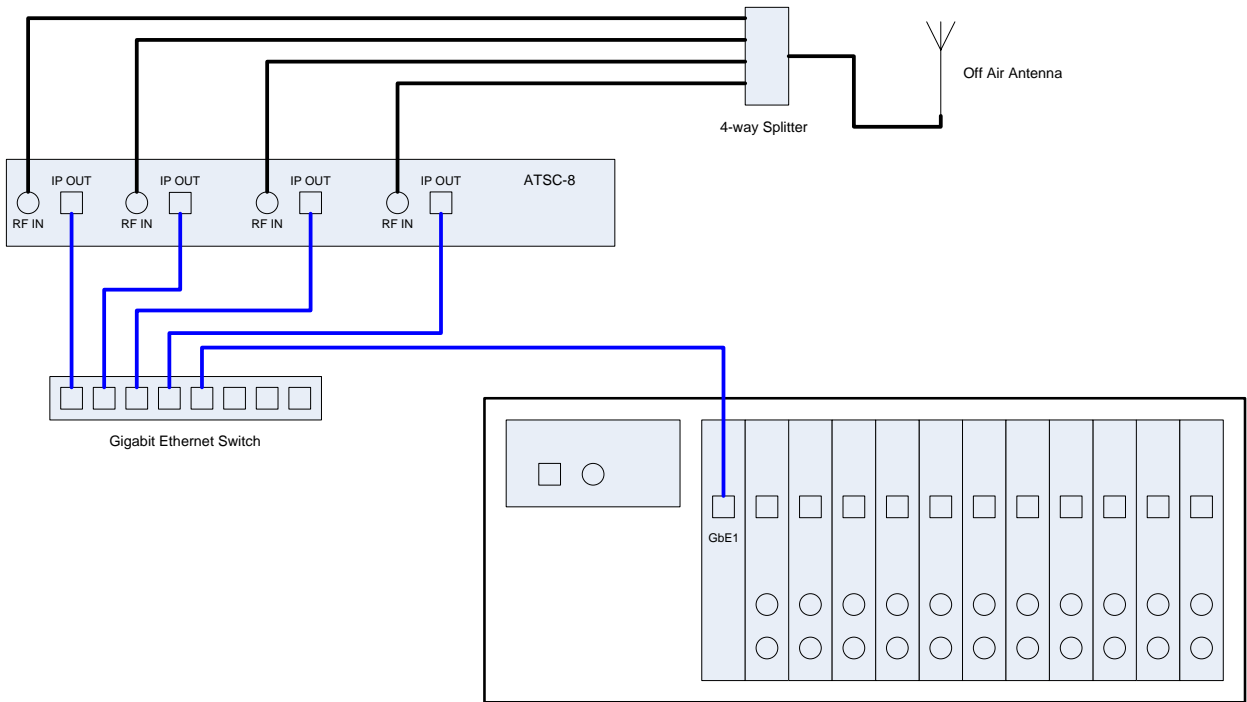 Off Air Antenna
4-way Splitter
IP OUT
IP OUT
IP OUT
IP OUT
ATSC-8
RF IN
RF IN
RF IN
RF IN
Gigabit Ethernet Switch
GbE1